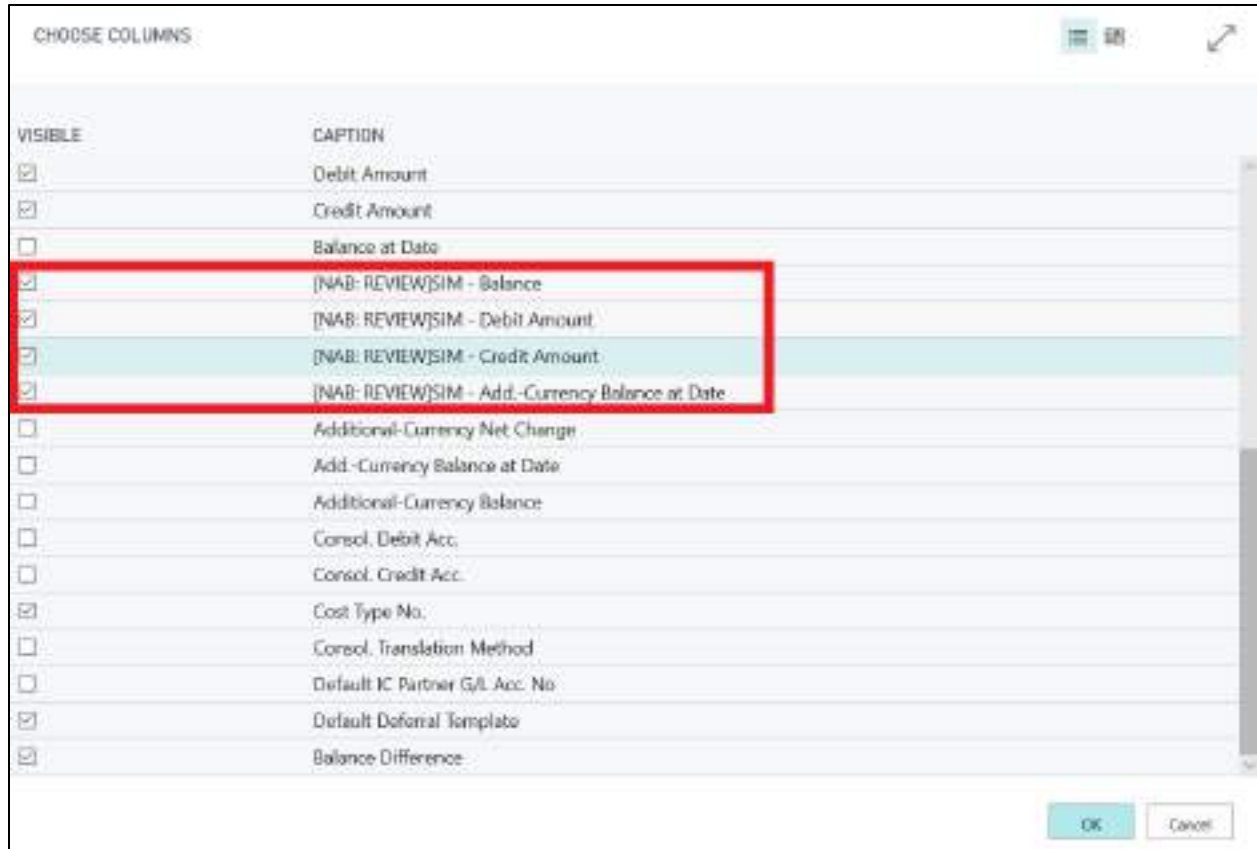 CHOOSE COLUMNS
VISIBLE CAPTION
Debit Amount
Credit Amount
Balance at Date
[NAB: REVIEW]SIM - Balance
[NAB: REVIEW]SIM - Debit Amount
[NAB: REVIEW]SIM - Credit Amount
[NAB: REVIEW]SIM - Add.-Currency Balance at Date
Additional-Currency Net Change
Add.-Currency Balance at Date
Additional-Currency Balance
Consol. Debit Acc.
Consol. Credit Acc.
Cost Type No.
Consol. Translation Method
Default IC Partner G/L Acc. No
Default Deferral Template
Balance Difference
OK Cancel